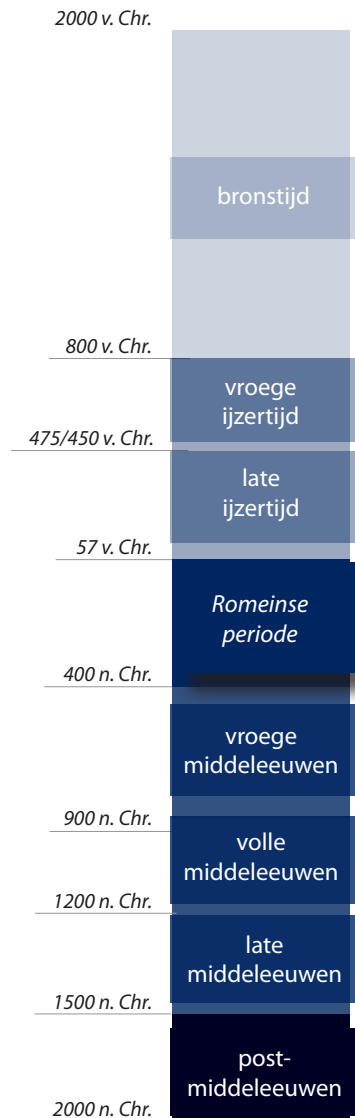 2000 v. Chr.
bronstijd
800 v. Chr.
vroege
ijzertijd
475/450 v. Chr.
late
ijzertijd
57 v. Chr.
Romeinse
periode
400 n. Chr.
vroege
middeleeuwen
900 n. Chr.
volle
middeleeuwen
1200 n. Chr.
late
middeleeuwen
1500 n. Chr.
post-
middeleeuwen
2000 n. Chr.